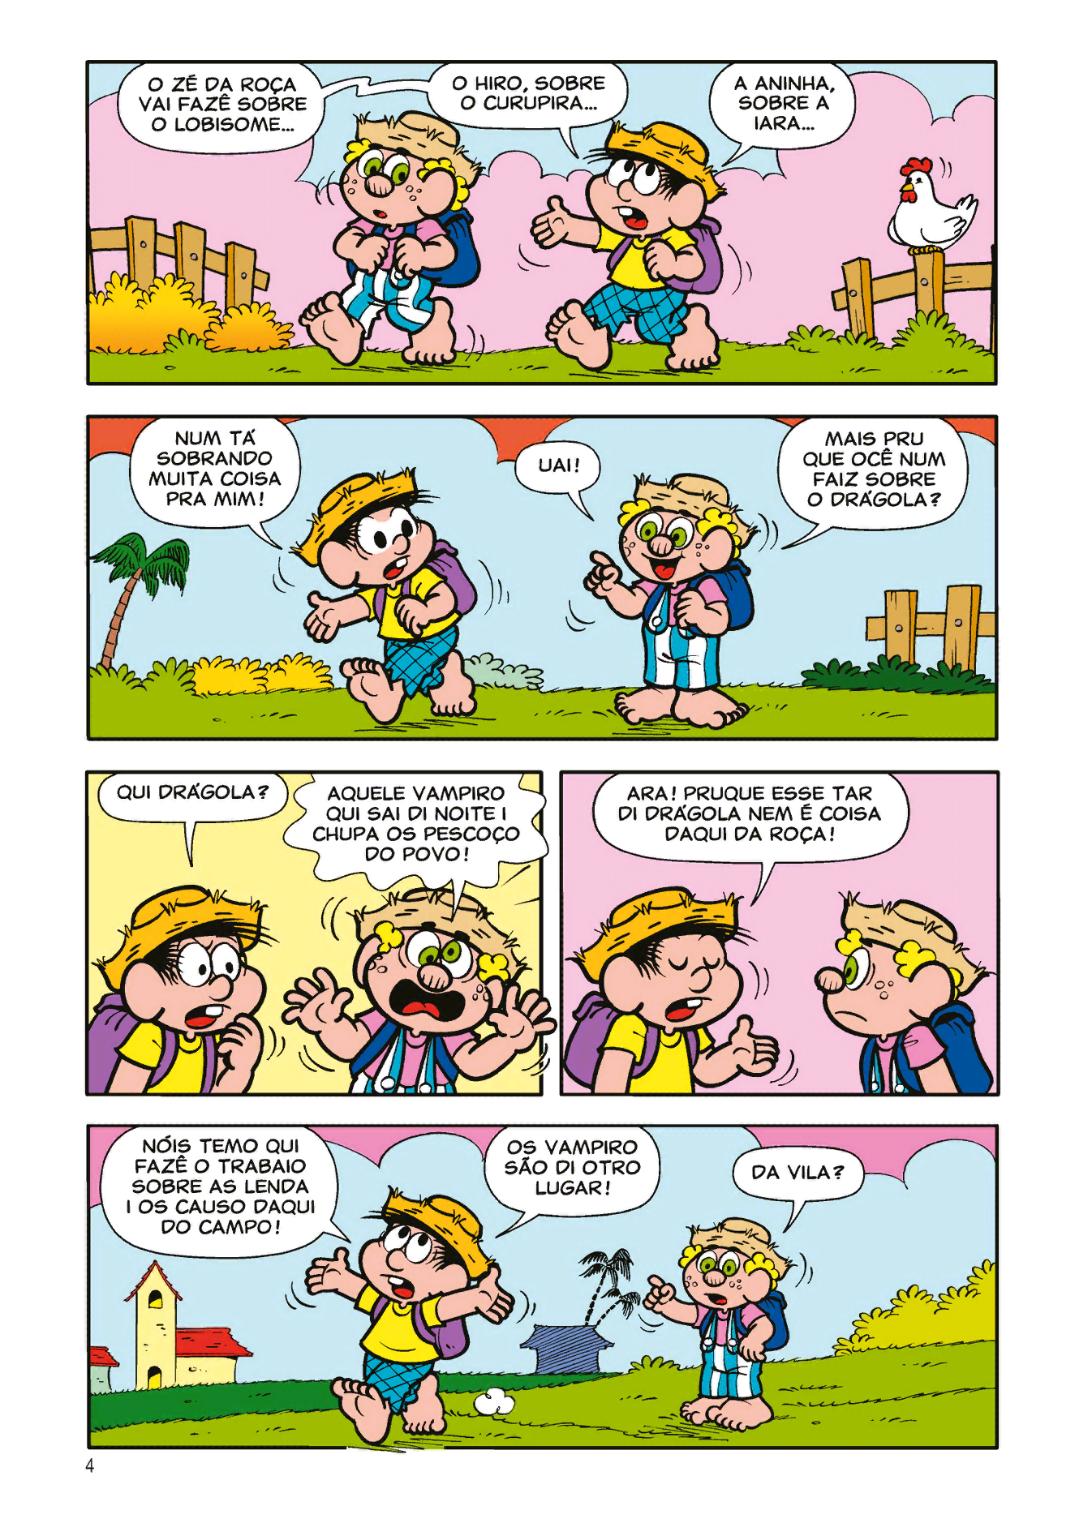 O ZÉ DA ROÇA
VAI FAZÊ SOBRE
O LOBISOME...
O HIRO, SOBRE
O CURUPIRA...
A ANINHA,
SOBRE A
IARA...
NUM TÁ
SOBRANDO
MUITA COISA
PRA MIM!
UAI!
MAIS PRU
QUE OCÊ NUM
FAIZ SOBRE
O DRÁGOLA?
QUI DRÁGOLA?
AQUELE VAMPIRO
QUI SAI DI NOITE I
CHUPA OS PESCOÇO
DO POVO!
ARA! PRUQUE ESSE TAR
DI DRÁGOLA NEM É COISA
DAQUI DA ROÇA!
NÓIS TEMO QUI
FAZÊ O TRABAIO
SOBRE AS LENDA
I OS CAUSO DAQUI
DO CAMPO!
OS VAMPIRO
SÃO DI OTRO
LUGAR!
DA VILA?
4